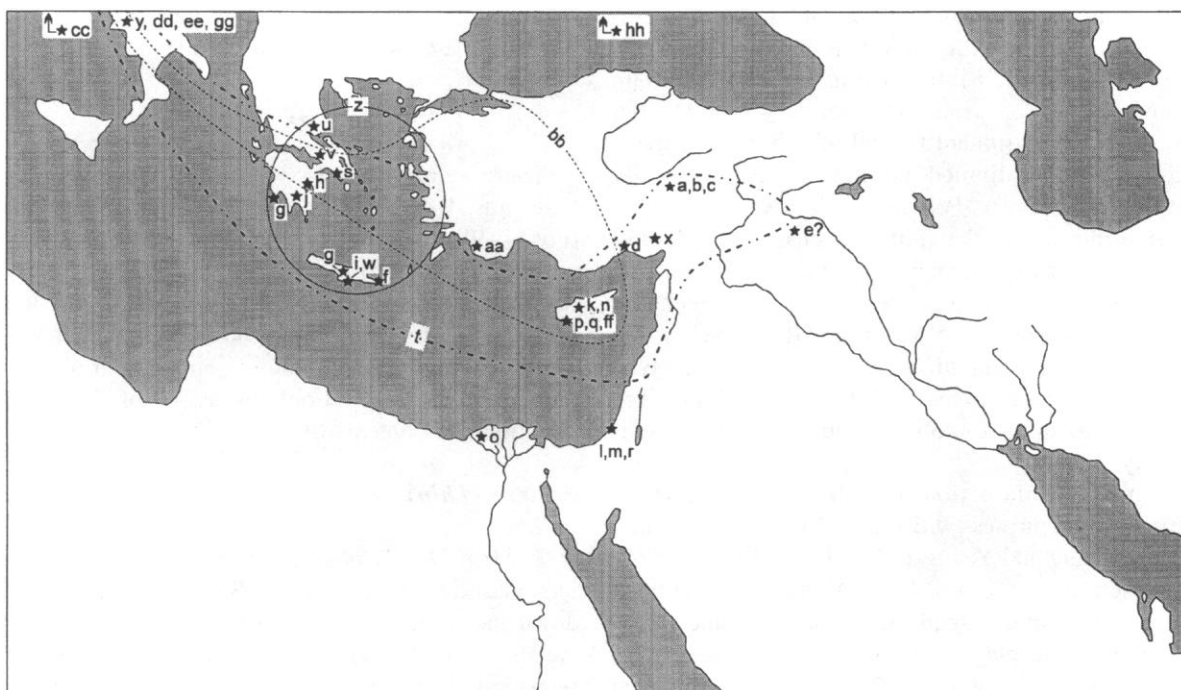 cc
y, dd, ee, gg
hh
z
u
bb
v
s
h
a,b,c
g
j
e?
aa
d
x
g
i,w
f
k,n
p,q,ff
t
o
l,m,r